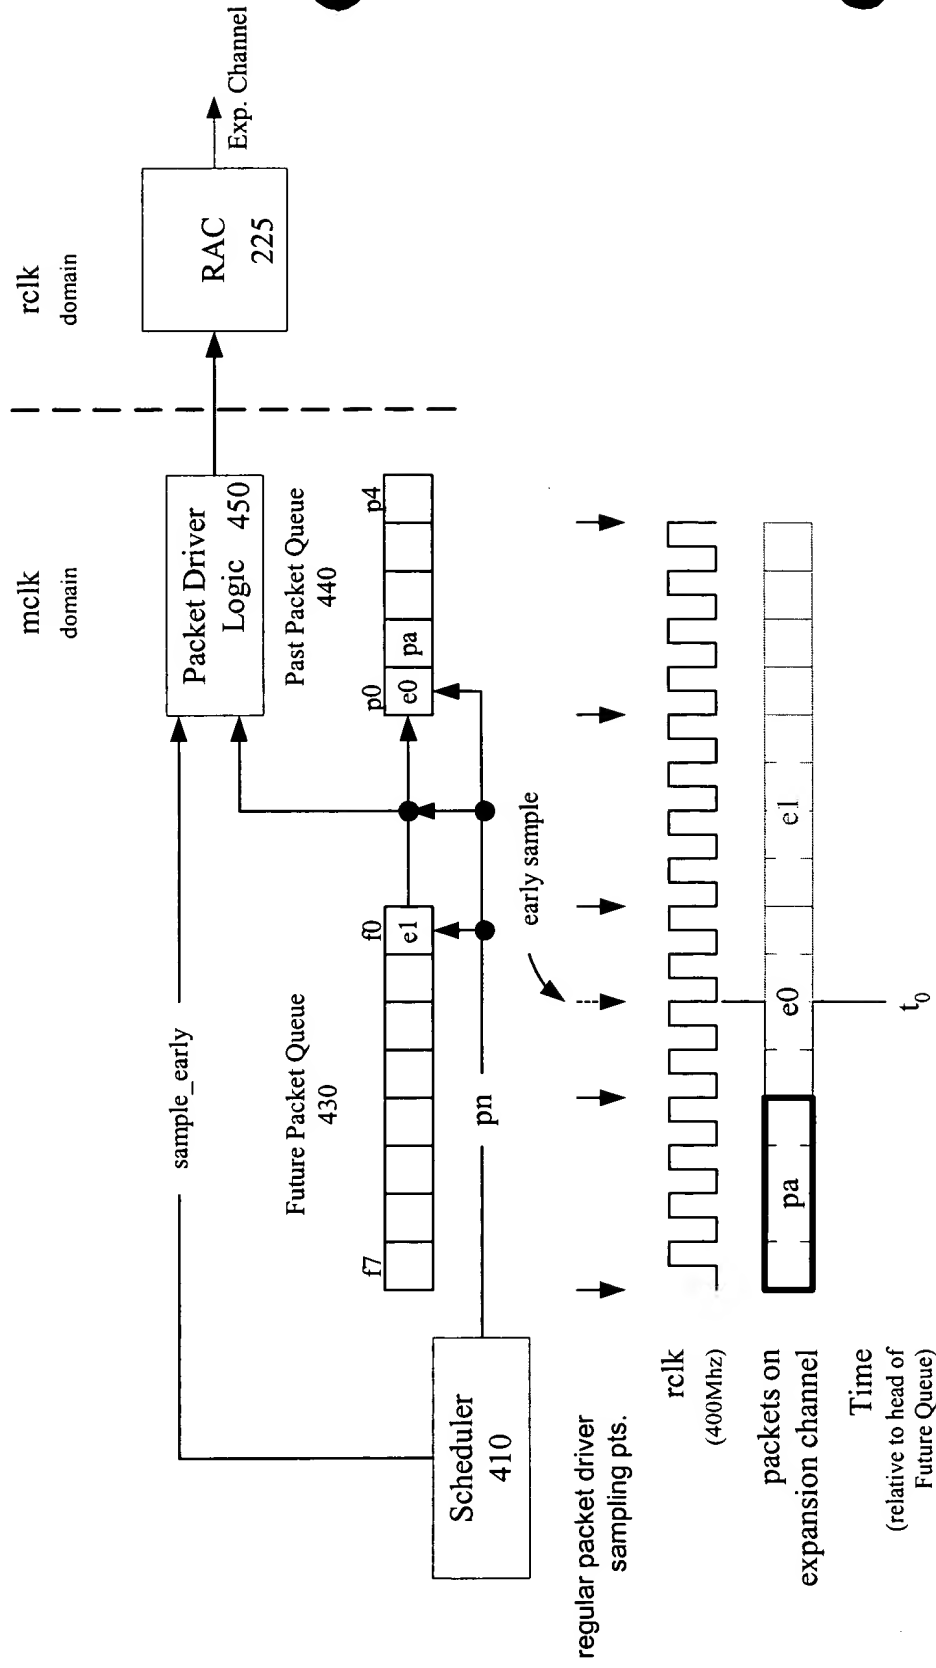 mclk
domain
rclk
domain
sample_early
Packet Driver
Logic 450
RAC
225
Exp. Channel
Future Packet Queue
430
Past Packet Queue
440
f7
f0
p0
p4
e1
e0
pa
Scheduler
410
pn
early sample
regular packet driver
sampling pts.
rclk
(400Mhz)
packets on
expansion channel
pa
e0
e1
Time
(relative to head of
Future Queue)
t0